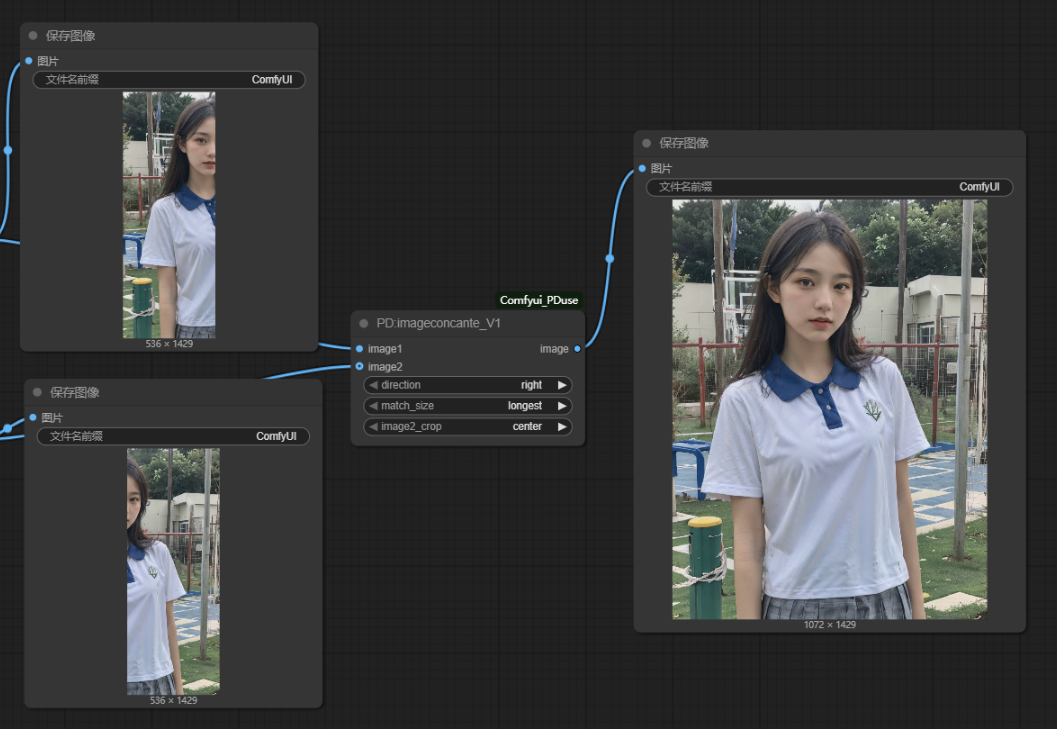 保存图像
图片
文件名前缀 ComfyUI
536 × 1429
保存图像
图片
文件名前缀 ComfyUI
536 × 1429
Comfyui_PDuse
PD:imageconcante_V1
image1 image
image2
direction right
match_size longest
image2_crop center
保存图像
图片
文件名前缀 ComfyUI
1072 × 1429